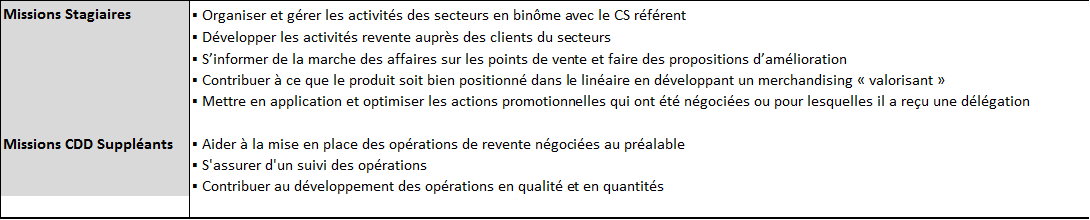 Missions Stagiaires ▪ Organiser et gérer les activités des secteurs en binôme avec le CS référent
▪ Développer les activités revente auprès des clients du secteurs
▪ S’informer de la marche des affaires sur les points de vente et faire des propositions d’amélioration
▪ Contribuer à ce que le produit soit bien positionné dans le linéaire en développant un merchandising « valorisant »
▪ Mettre en application et optimiser les actions promotionnelles qui ont été négociées ou pour lesquelles il a reçu une délégation
Missions CDD Suppléants ▪ Aider à la mise en place des opérations de revente négociées au préalable
▪ S'assurer d'un suivi des opérations
▪ Contribuer au développement des opérations en qualité et en quantités